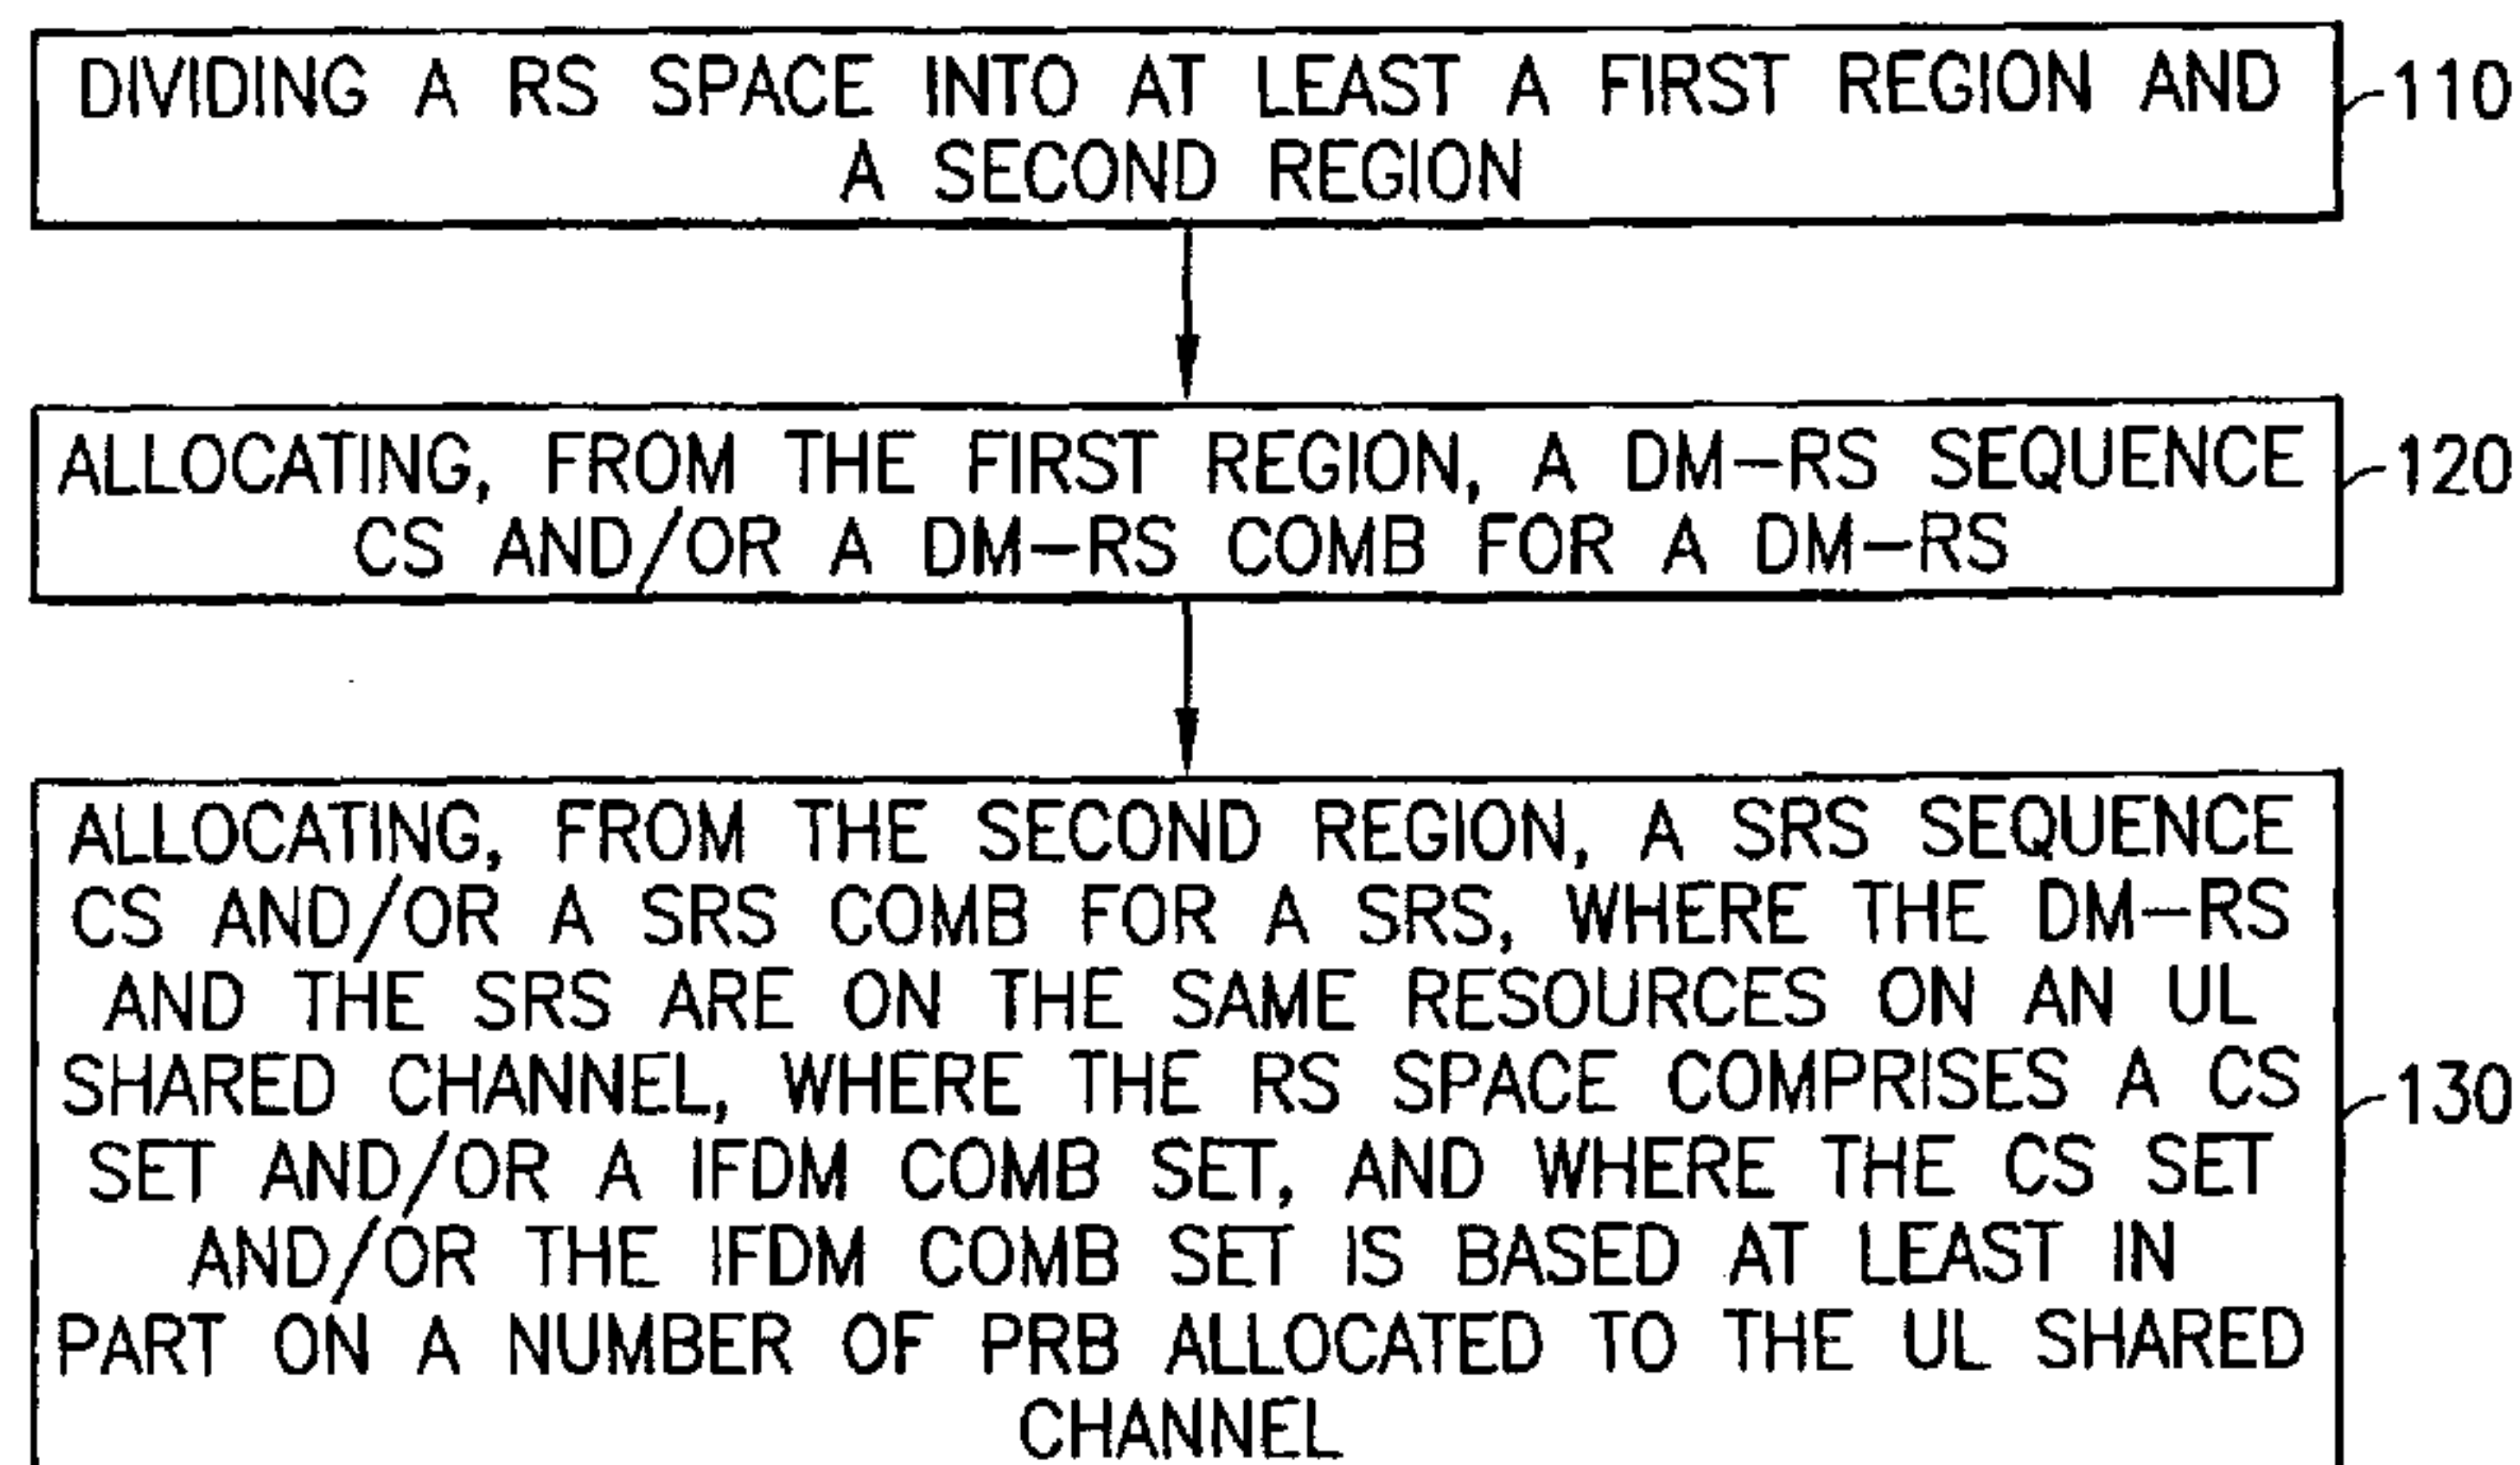 DIVIDING A RS SPACE INTO AT LEAST A FIRST REGION AND
A SECOND REGION
110
ALLOCATING, FROM THE FIRST REGION, A DM-RS SEQUENCE
CS AND/OR A DM-RS COMB FOR A DM-RS
120
ALLOCATING, FROM THE SECOND REGION, A SRS SEQUENCE
CS AND/OR A SRS COMB FOR A SRS, WHERE THE DM-RS
AND THE SRS ARE ON THE SAME RESOURCES ON AN UL
SHARED CHANNEL, WHERE THE RS SPACE COMPRISES A CS
SET AND/OR A IFDM COMB SET, AND WHERE THE CS SET
AND/OR THE IFDM COMB SET IS BASED AT LEAST IN
PART ON A NUMBER OF PRB ALLOCATED TO THE UL SHARED
CHANNEL
130